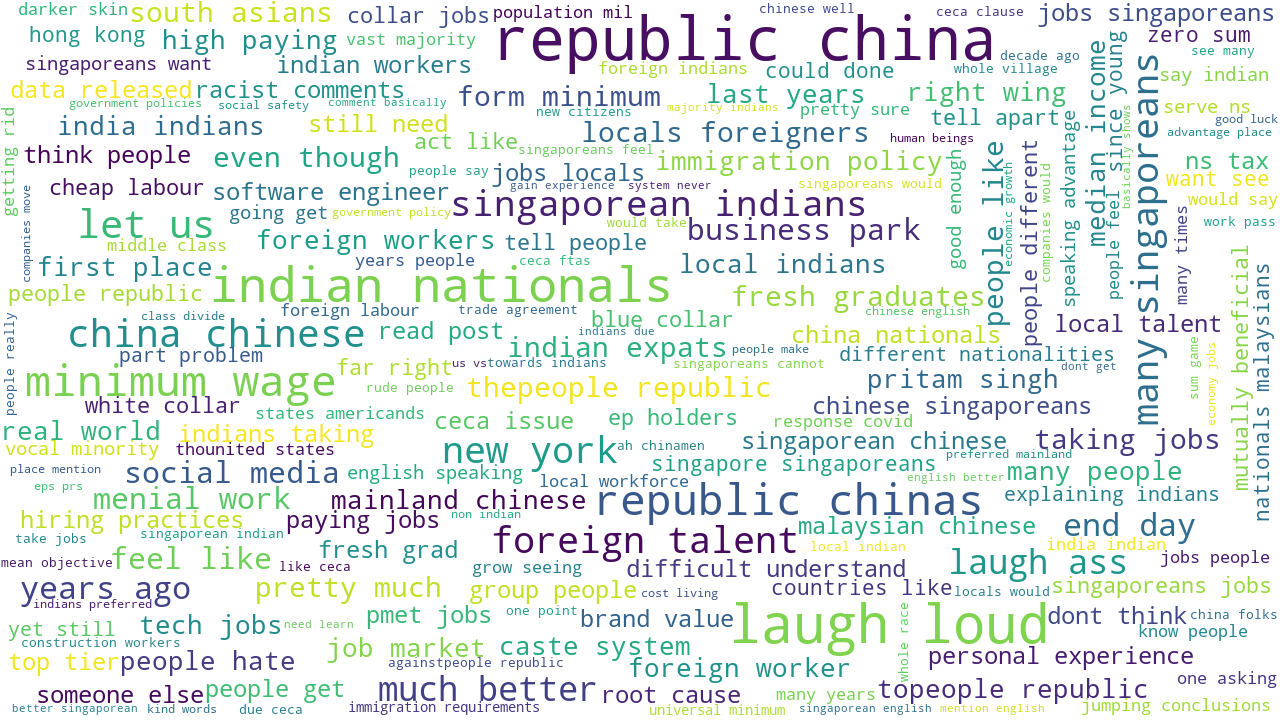 darker skin
south asians
collar jobs
population mil
chinese well
ceca clause
jobs singaporeans
republic china
hong kong
high paying
vast majority
zero sum
singaporeans want
indian workers
foreign indians
could done
decade ago
whole village
see many
data released
racist comments
form minimum
last years
right wing
say indian
government policies
social safety
comment basically
new citizens
majority indians
pretty sure
tell apart
serve ns
good luck
india indians
still need
act like
locals foreigners
human beings
advantage place
getting rid
think people
even though
people say
singaporeans feel
jobs locals
immigration policy
good enough
people like
economic growth
people different
companies would
speaking advantage
median income
people feel since young
basically shows
many singaporeans
ns tax
cheap labour
software engineer
gain experience
system never
singaporeans would
want see
would say
companies move
let us
going get
government policy
singaporean indians
would take
business park
many times
work pass
middle class
foreign workers
tell people
first place
years people
ceca ftas
local indians
people republic
indian nationals
fresh graduates
mutually beneficial
nationals malaysians
class divide
foreign labour
trade agreement
blue collar
chinese english
people really
china chinese
read post
indians due
china nationals
local talent
part problem
indian expats
people make
different nationalities
dont get
sum game
economy jobs
minimum wage
far right
us vs
towards indians
singaporeans cannot
rude people
thepeople republic
pritam singh
white collar
states americands
ceca issue
ep holders
response covid
chinese singaporeans
real world
indians taking
vocal minority
thounited states
new york
ah chinamen
singaporean chinese
preferred mainland
taking jobs
place mention
social media
english speaking
local workforce
singapore singaporeans
english better
many people
eps prs
menial work
mainland chinese
republic chinas
explaining indians
hiring practices
paying jobs
non indian
malaysian chinese
end day
take jobs
singaporean indian
foreign talent
local indian
india indian
mean objective
feel like
like ceca
fresh grad
grow seeing
difficult understand
laugh ass
jobs people
years ago
pretty much
group people
cost living
countries like
locals would
singaporeans jobs
indians preferred
pmet jobs
one point
brand value
laugh loud
whole race
dont think
china folks
yet still
tech jobs
need learn
know people
construction workers
job market
caste system
top tier
people hate
againstpeople republic
foreign worker
personal experience
someone else
people get
much better
root cause
many years
topeople republic
one asking
better singaporean
kind words
due ceca
immigration requirements
universal minimum
singaporean english
mention english
jumping conclusions